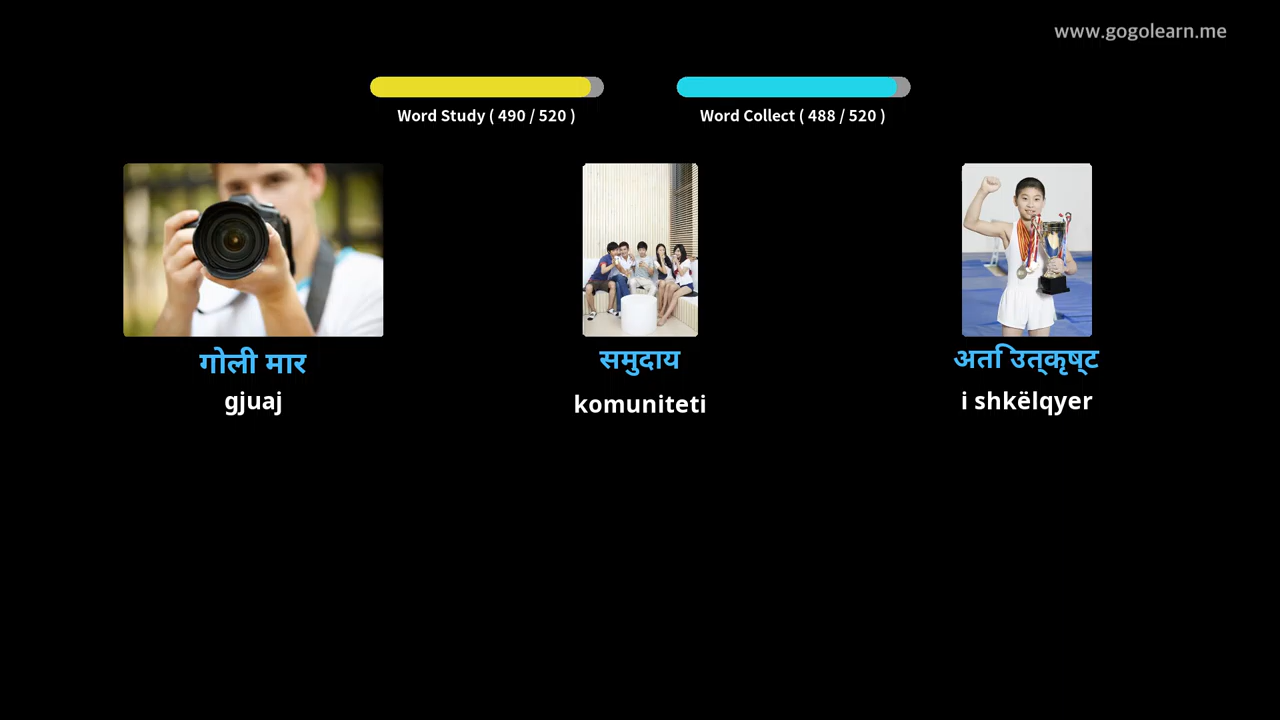 www.gogolearn.me
Word Study ( 490 / 520 )
Word Collect ( 488 / 520 )
गोली मार
समुदाय
अता िउत्कृष्ट
gjuaj
komuniteti
i shkëlqyer